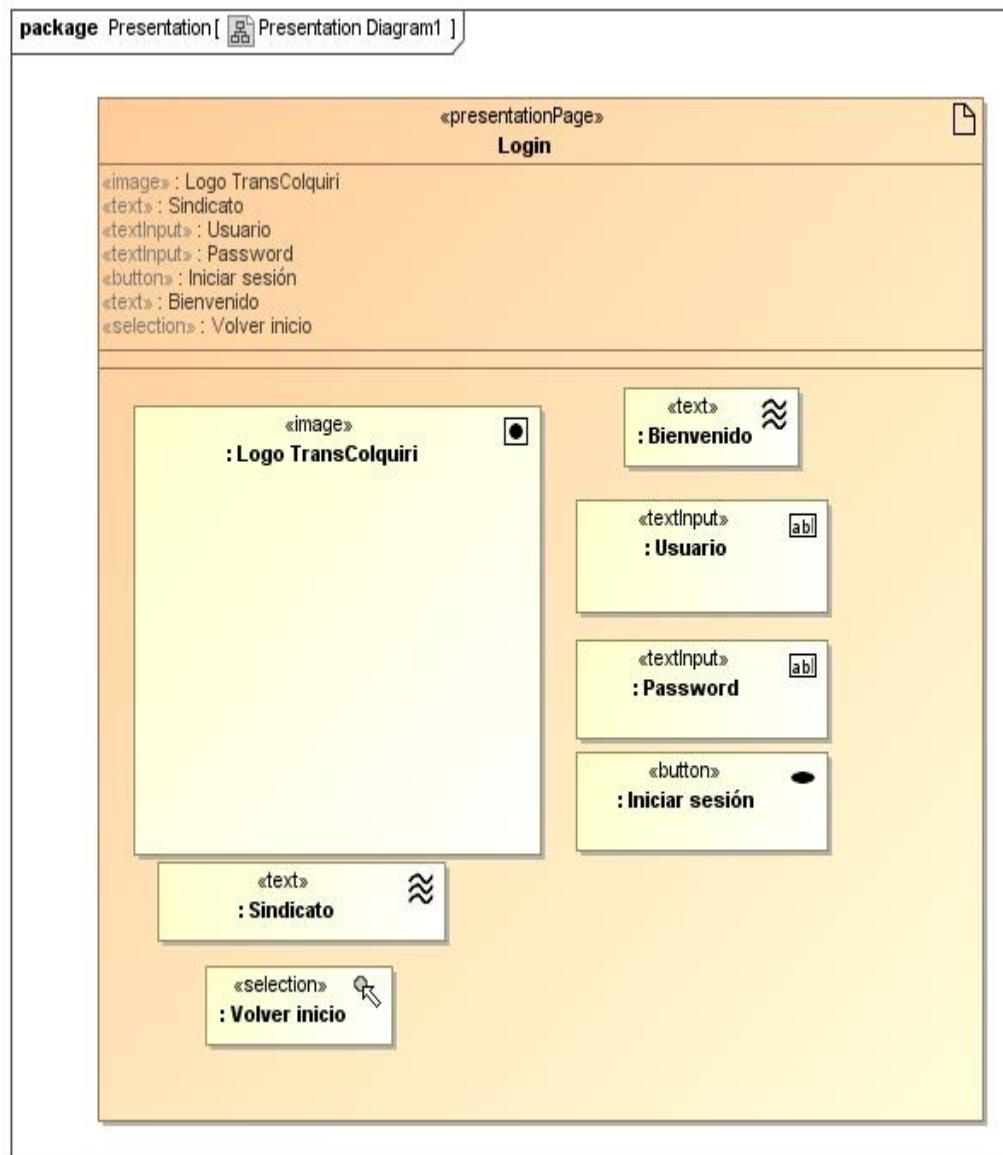 package Presentation [ Presentation Diagram1 ]
«presentationPage»
Login
«image» : Logo TransColquiri
«text» : Sindicato
«textInput» : Usuario
«textInput» : Password
«button» : Iniciar sesión
«text» : Bienvenido
«selection» : Volver inicio
«image»
: Logo TransColquiri
«text»
: Bienvenido
«textInput»
: Usuario
ab
«textInput»
: Password
ab
«button»
: Iniciar sesión
«text»
: Sindicato
«selection»
: Volver inicio